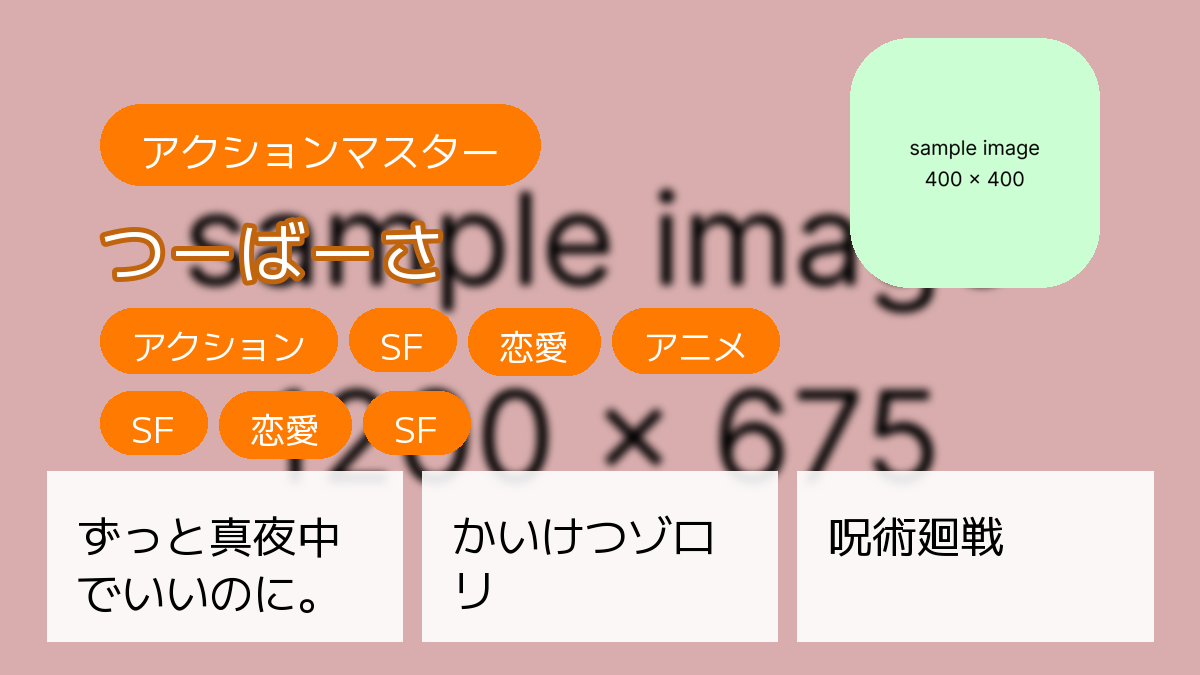 アクションマスター
sample image
400 × 400
つーばーさ
sample image
アクション SF 恋愛 アニメ
SF 恋愛 SF
1200 × 675
ずっと真夜中
でいいのに。
かいけつゾロ
リ
呪術廻戦